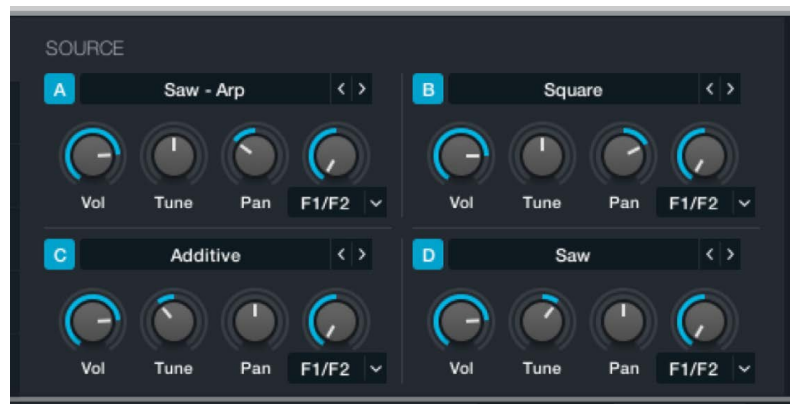 SOURCE
A Saw - Arp < >
B Square < >
Vol Tune Pan F1/F2
Vol Tune Pan F1/F2
C Additive < >
D Saw < >
Vol Tune Pan F1/F2
Vol Tune Pan F1/F2